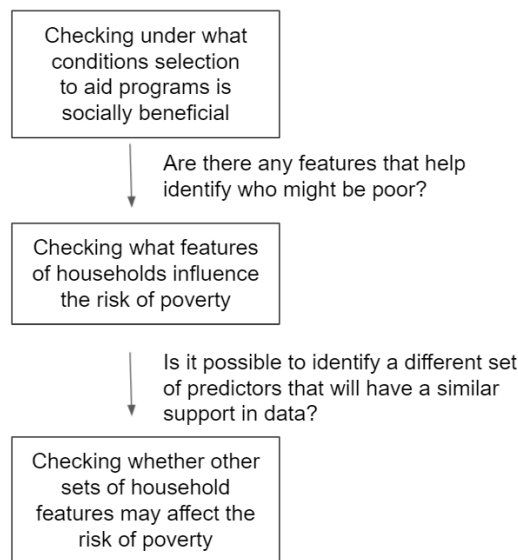 Checking under what
conditions selection
to aid programs is
socially beneficial
Are there any features that help
identify who might be poor?
Checking what features
of households influence
the risk of poverty
Is it possible to identify a different set
of predictors that will have a similar
support in data?
Checking whether other
sets of household
features may affect the
risk of poverty